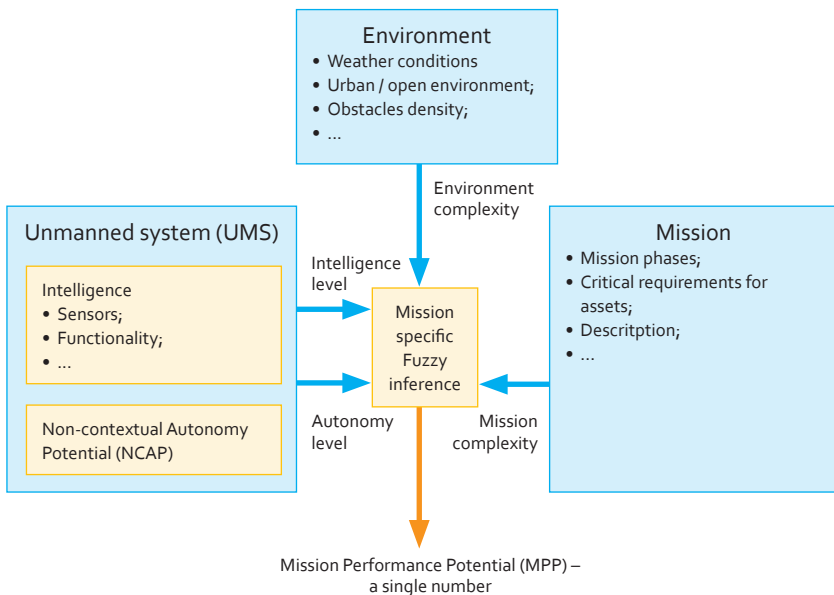 Environment
• Weather conditions
• Urban / open environment;
• Obstacles density;
• ...
Environment
complexity
Unmanned system (UMS)
Intelligence
• Sensors;
• Functionality;
• ...
Non-contextual Autonomy
Potential (NCAP)
Intelligence
level
Autonomy
level
Mission
specific
Fuzzy
inference
Mission
complexity
Mission
• Mission phases;
• Critical requirements for
assets;
• Descritption;
• ...
Mission Performance Potential (MPP) –
a single number